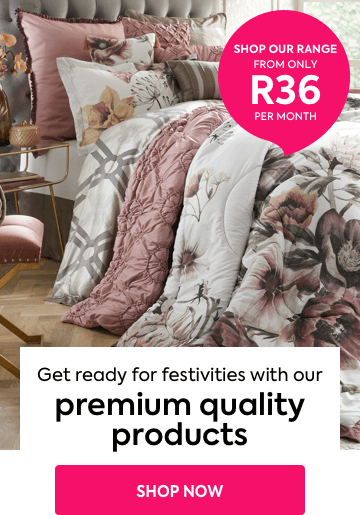 SHOP OUR RANGE
FROM ONLY
R36
PER MONTH
Get ready for festivities with our
premium quality
products
SHOP NOW